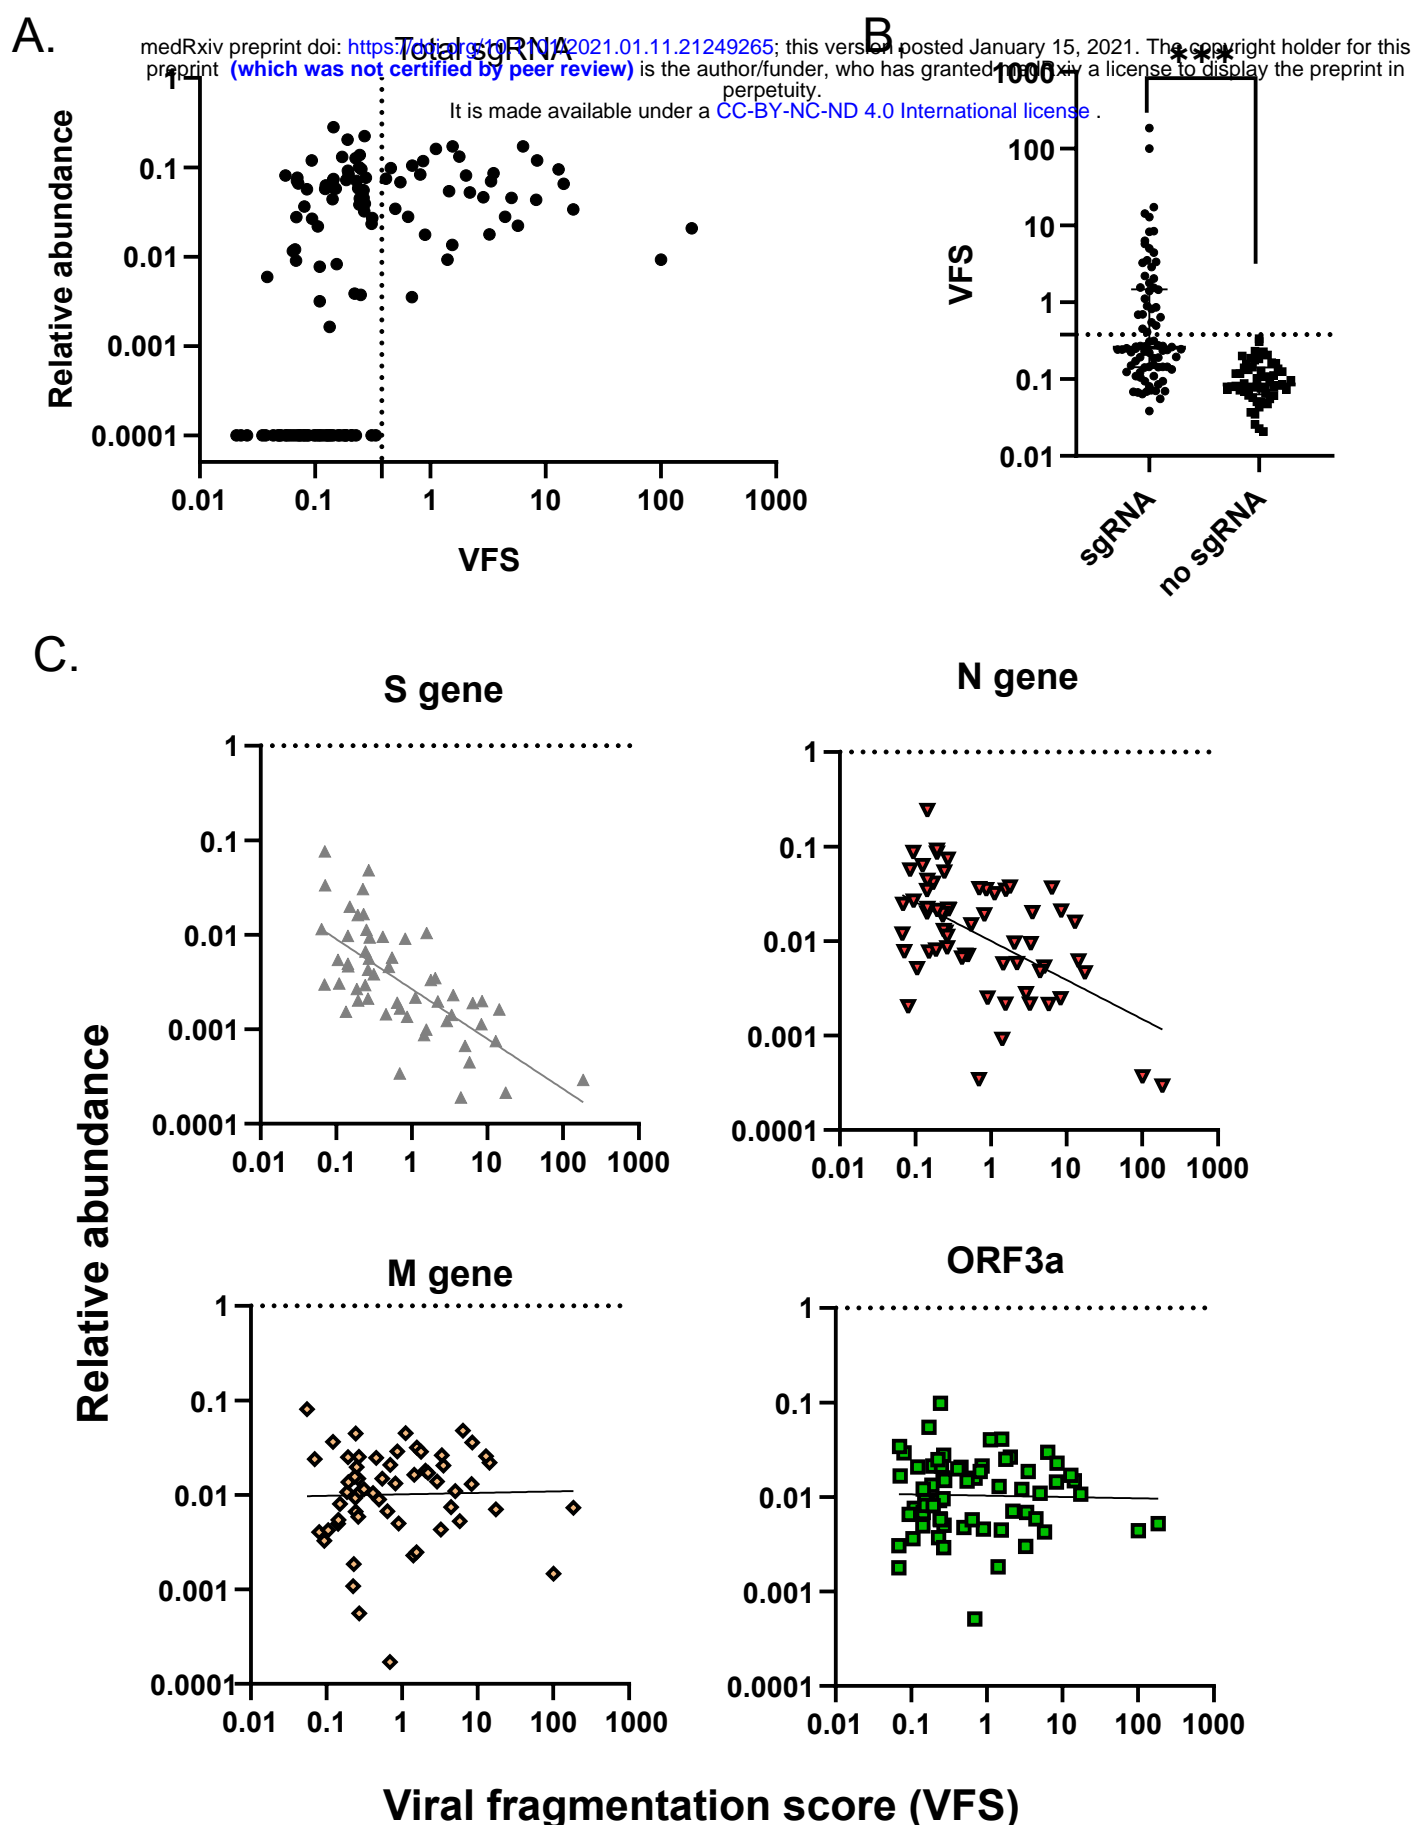 A.
B.
medRxiv preprint doi: https://doi.org/10.1101/2021.01.11.21249265; this version posted January 15, 2021. The copyright holder for this
preprint (which was not certified by peer review) is the author/funder, who has granted medRxiv a license to display the preprint in
perpetuity.
It is made available under a CC-BY-NC-ND 4.0 International license .
Total sgRNA
Relative abundance
1
0.1
0.01
0.001
0.0001
0.01 0.1 1 10 100 1000
VFS
***
VFS
1000
100
10
1
0.1
0.01
sgRNA
no sgRNA
C.
Relative abundance
S gene
1
0.1
0.01
0.001
0.0001
0.01 0.1 1 10 100 1000
N gene
1
0.1
0.01
0.001
0.0001
0.01 0.1 1 10 100 1000
M gene
1
0.1
0.01
0.001
0.0001
0.01 0.1 1 10 100 1000
ORF3a
1
0.1
0.01
0.001
0.0001
0.01 0.1 1 10 100 1000
Viral fragmentation score (VFS)